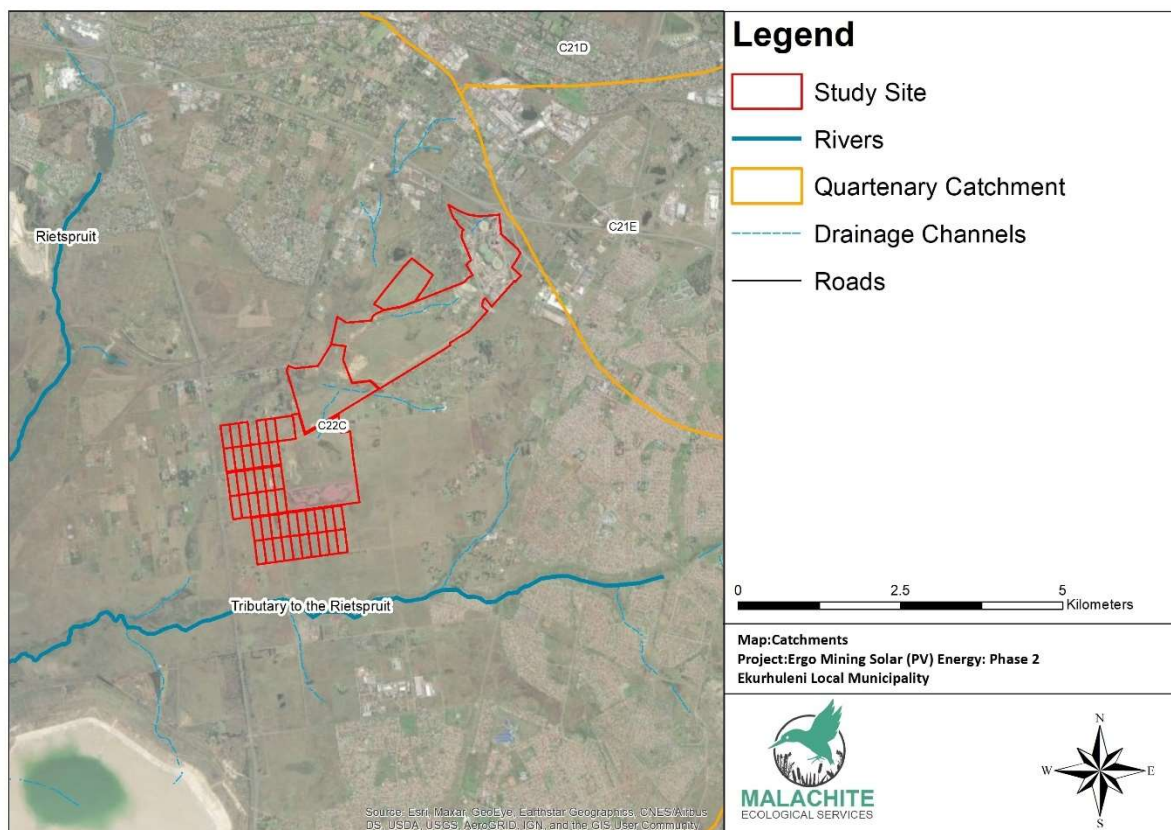 C21D
Rietspruit
C21E
C22C
Tributary to the Rietspruit
Source: Esri, Maxar, GeoEye, Earthstar Geographics, CNES/Airbus
DS, USDA, USGS, AeroGRID, IGN, and the GIS User Community
Legend
Study Site
Rivers
Quartenary Catchment
Drainage Channels
Roads
0 2.5 5
Kilometers
Map:Catchments
Project:Ergo Mining Solar (PV) Energy: Phase 2
Ekurhuleni Local Municipality
MALACHITE
ECOLOGICAL SERVICES
N
W E
S